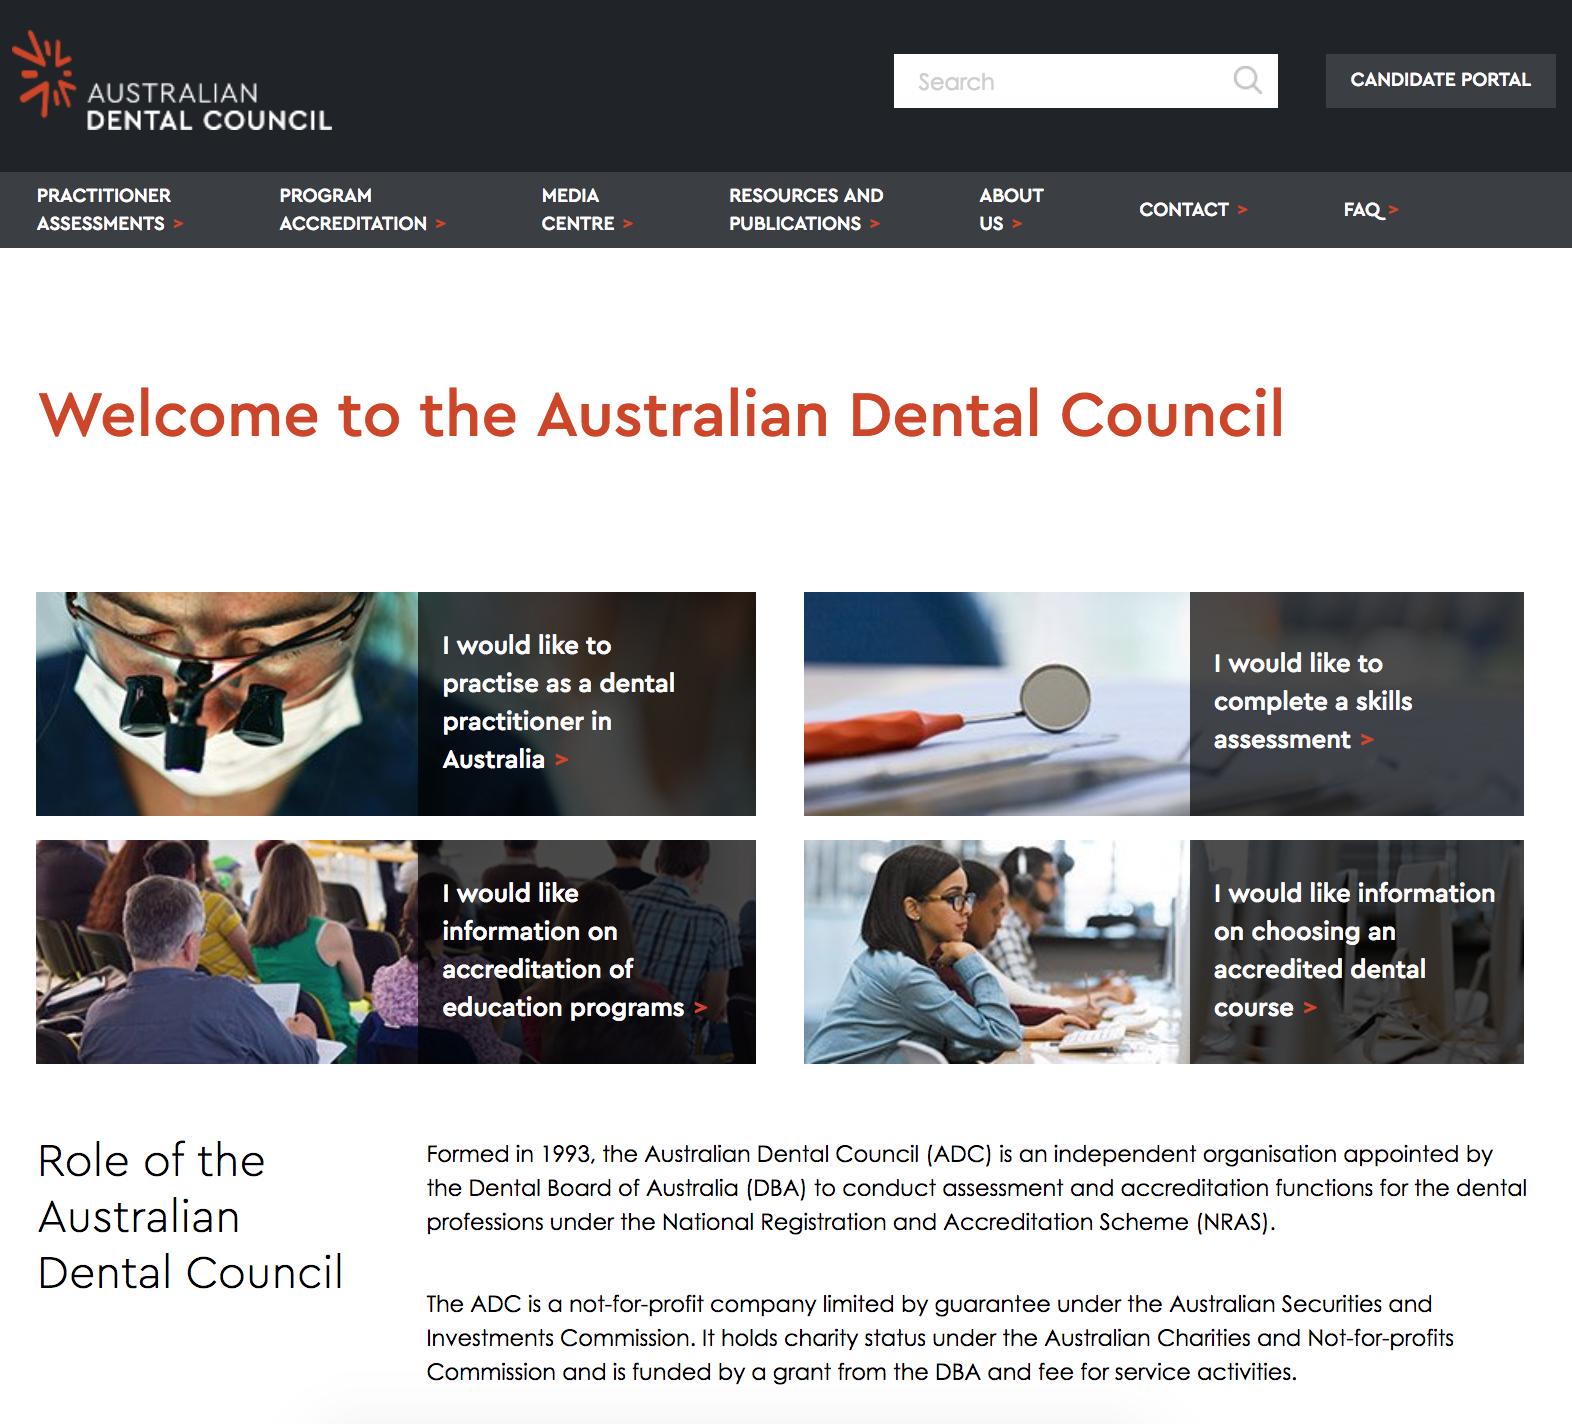 AUSTRALIAN
DENTAL COUNCIL
Search
CANDIDATE PORTAL
PRACTITIONER
ASSESSMENTS >
PROGRAM
ACCREDITATION >
MEDIA
CENTRE >
RESOURCES AND
PUBLICATIONS >
ABOUT
US >
CONTACT >
FAQ >
Welcome to the Australian Dental Council
I would like to
practise as a dental
practitioner in
Australia >
I would like to
complete a skills
assessment >
I would like
information on
accreditation of
education programs >
I would like information
on choosing an
accredited dental
course >
Role of the
Australian
Dental Council
Formed in 1993, the Australian Dental Council (ADC) is an independent organisation appointed by
the Dental Board of Australia (DBA) to conduct assessment and accreditation functions for the dental
professions under the National Registration and Accreditation Scheme (NRAS).
The ADC is a not-for-profit company limited by guarantee under the Australian Securities and
Investments Commission. It holds charity status under the Australian Charities and Not-for-profits
Commission and is funded by a grant from the DBA and fee for service activities.